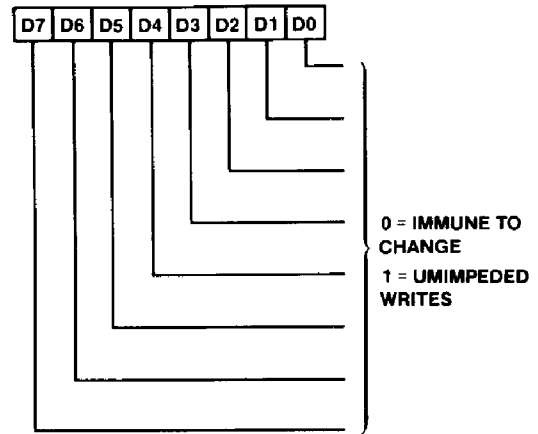 D7 D6 D5 D4 D3 D2 D1 D0
0 = IMMUNE TO
CHANGE
1 = UMIMPEDED
WRITES